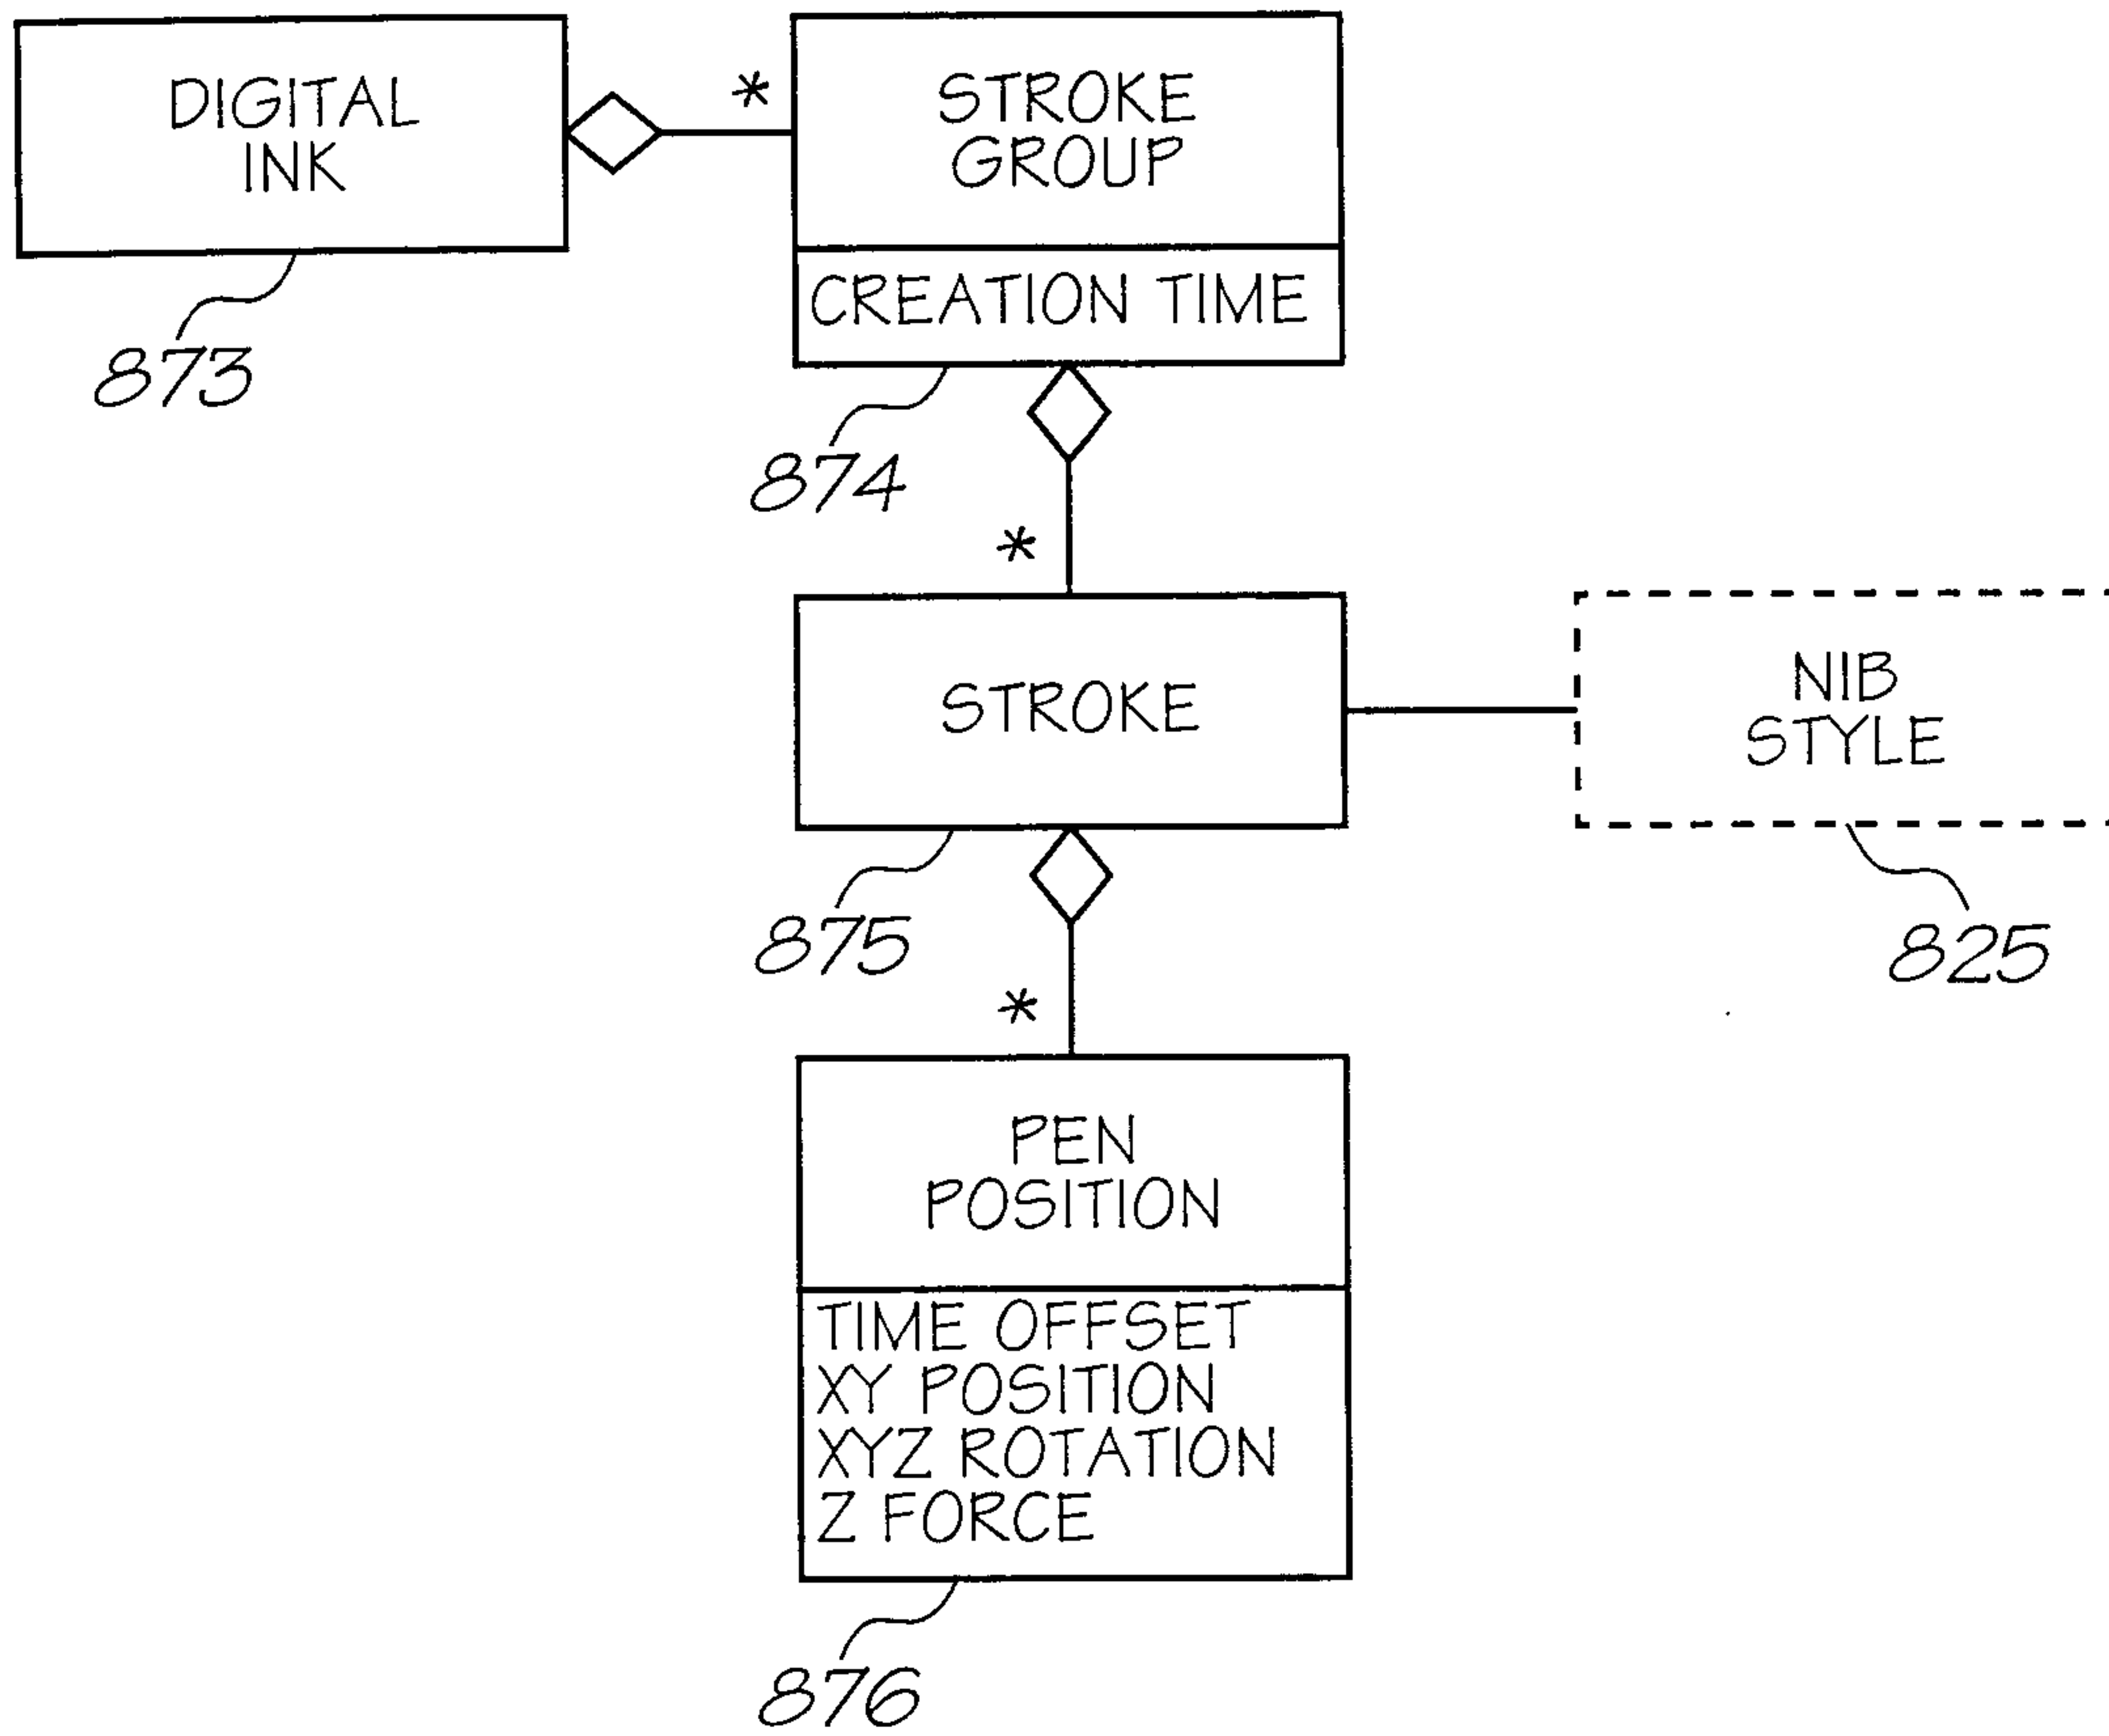 DIGITAL
INK
*
STROKE
GROUP
CREATION TIME
873
874
*
STROKE
NIB
STYLE
875
825
*
PEN
POSITION
TIME OFFSET
XY POSITION
XYZ ROTATION
Z FORCE
876